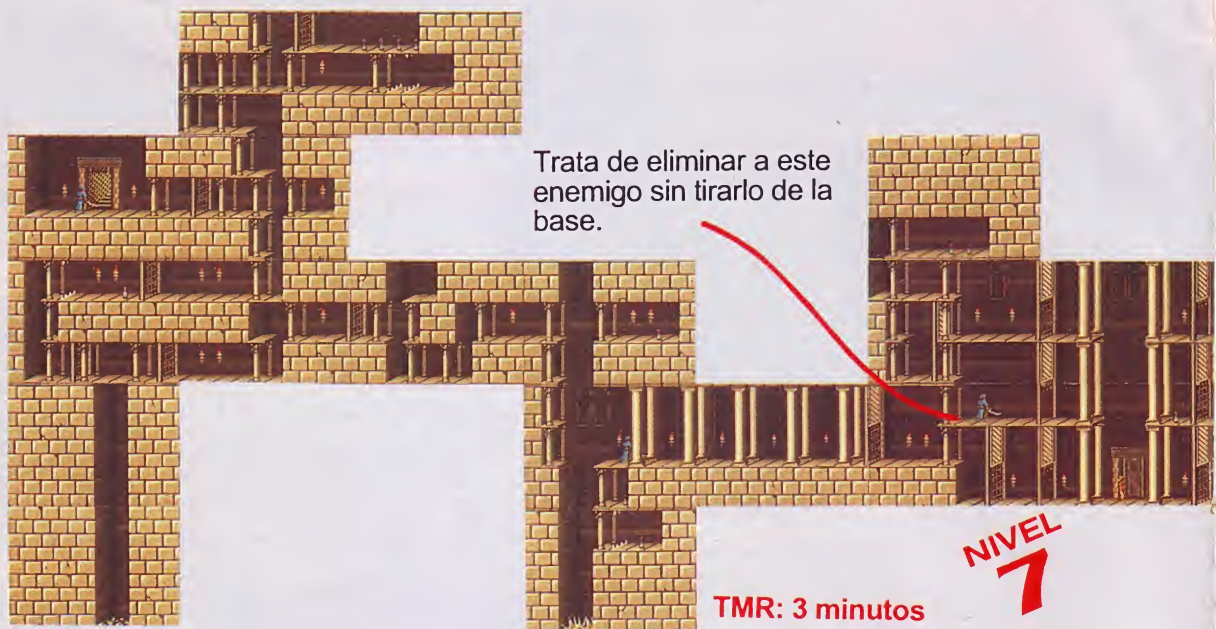 Trata de eliminar a este
enemigo sin tirarlo de la
base.
NIVEL
7
TMR: 3 minutos